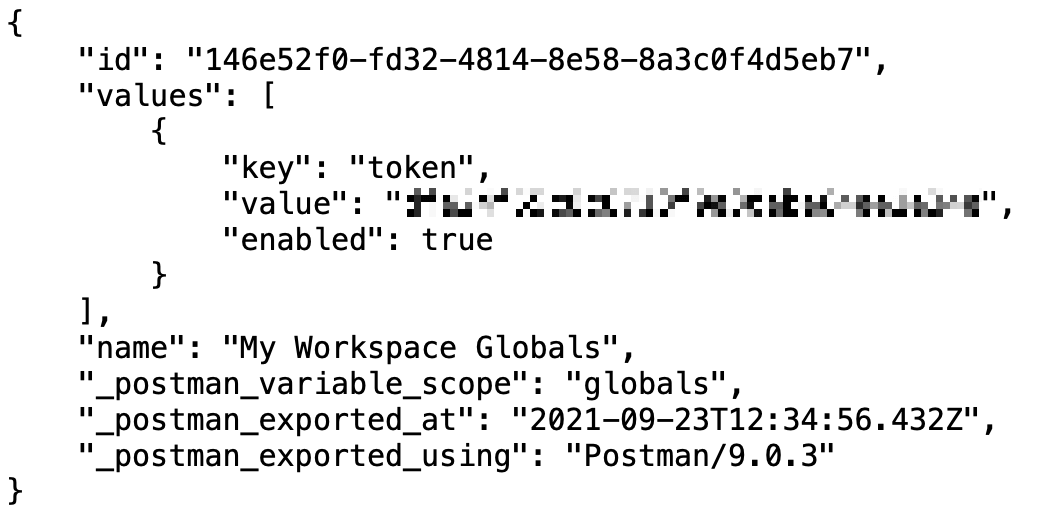 {
    "id": "146e52f0-fd32-4814-8e58-8a3c0f4d5eb7",
    "values": [
        {
            "key": "token",
            "value": "",
            "enabled": true
        }
    ],
    "name": "My Workspace Globals",
    "_postman_variable_scope": "globals",
    "_postman_exported_at": "2021-09-23T12:34:56.432Z",
    "_postman_exported_using": "Postman/9.0.3"
}